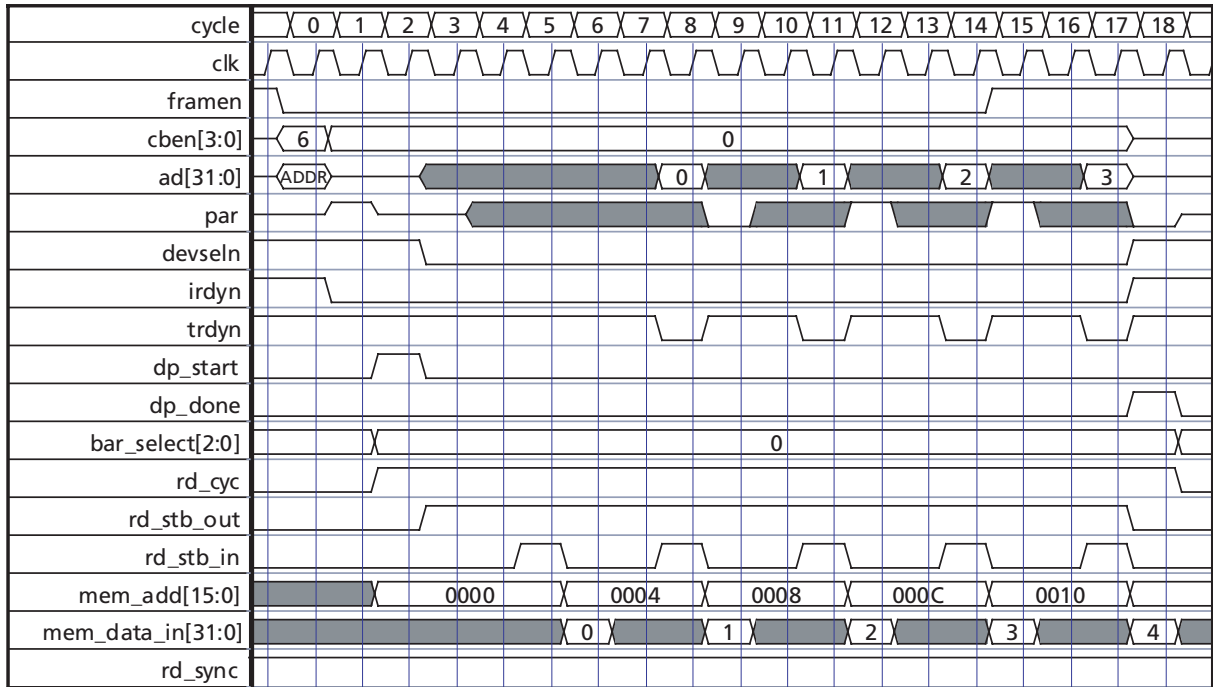 cycle 0 1 2 3 4 5 6 7 8 9 10 11 12 13 14 15 16 17 18
clk
framen
cben[3:0] 6 0
ad[31:0] ADDR 0 1 2 3
par
devseln
irdyn
trdyn
dp_start
dp_done
bar_select[2:0] 0
rd_cyc
rd_stb_out
rd_stb_in
mem_add[15:0] 0000 0004 0008 000C 0010
mem_data_in[31:0] 0 1 2 3 4
rd_sync